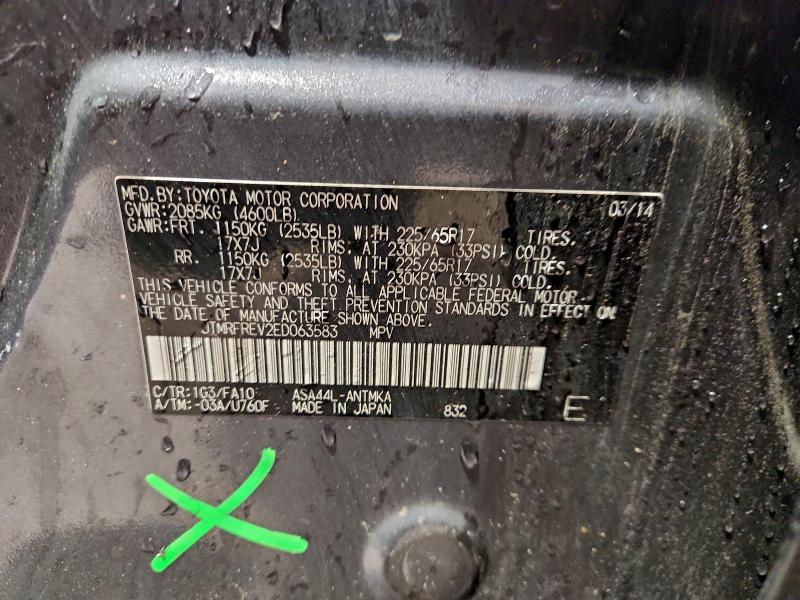 MFD.BY:TOYOTA MOTOR CORPORATION 03/14
GVWR:2085KG (4600LB)
GAWR:FRT. 1150KG (2535LB) WITH 225/65R17 TIRES.
17X7J RIMS. AT 230KPA (33PSI) COLD.
RR. 1150KG (2535LB) WITH 225/65R17 TIRES.
17X7J RIMS. AT 230KPA (33PSI) COLD.
THIS VEHICLE CONFORMS TO ALL APPLICABLE FEDERAL MOTOR
VEHICLE SAFETY AND THEFT PREVENTION STANDARDS IN EFFECT ON
THE DATE OF MANUFACTURE SHOWN ABOVE.
JTMRFREV2ED063583 MPV
C/TR:1G3/FA10 ASA44L-ANTMKA
A/TM:-03A/U760F MADE IN JAPAN 832 E